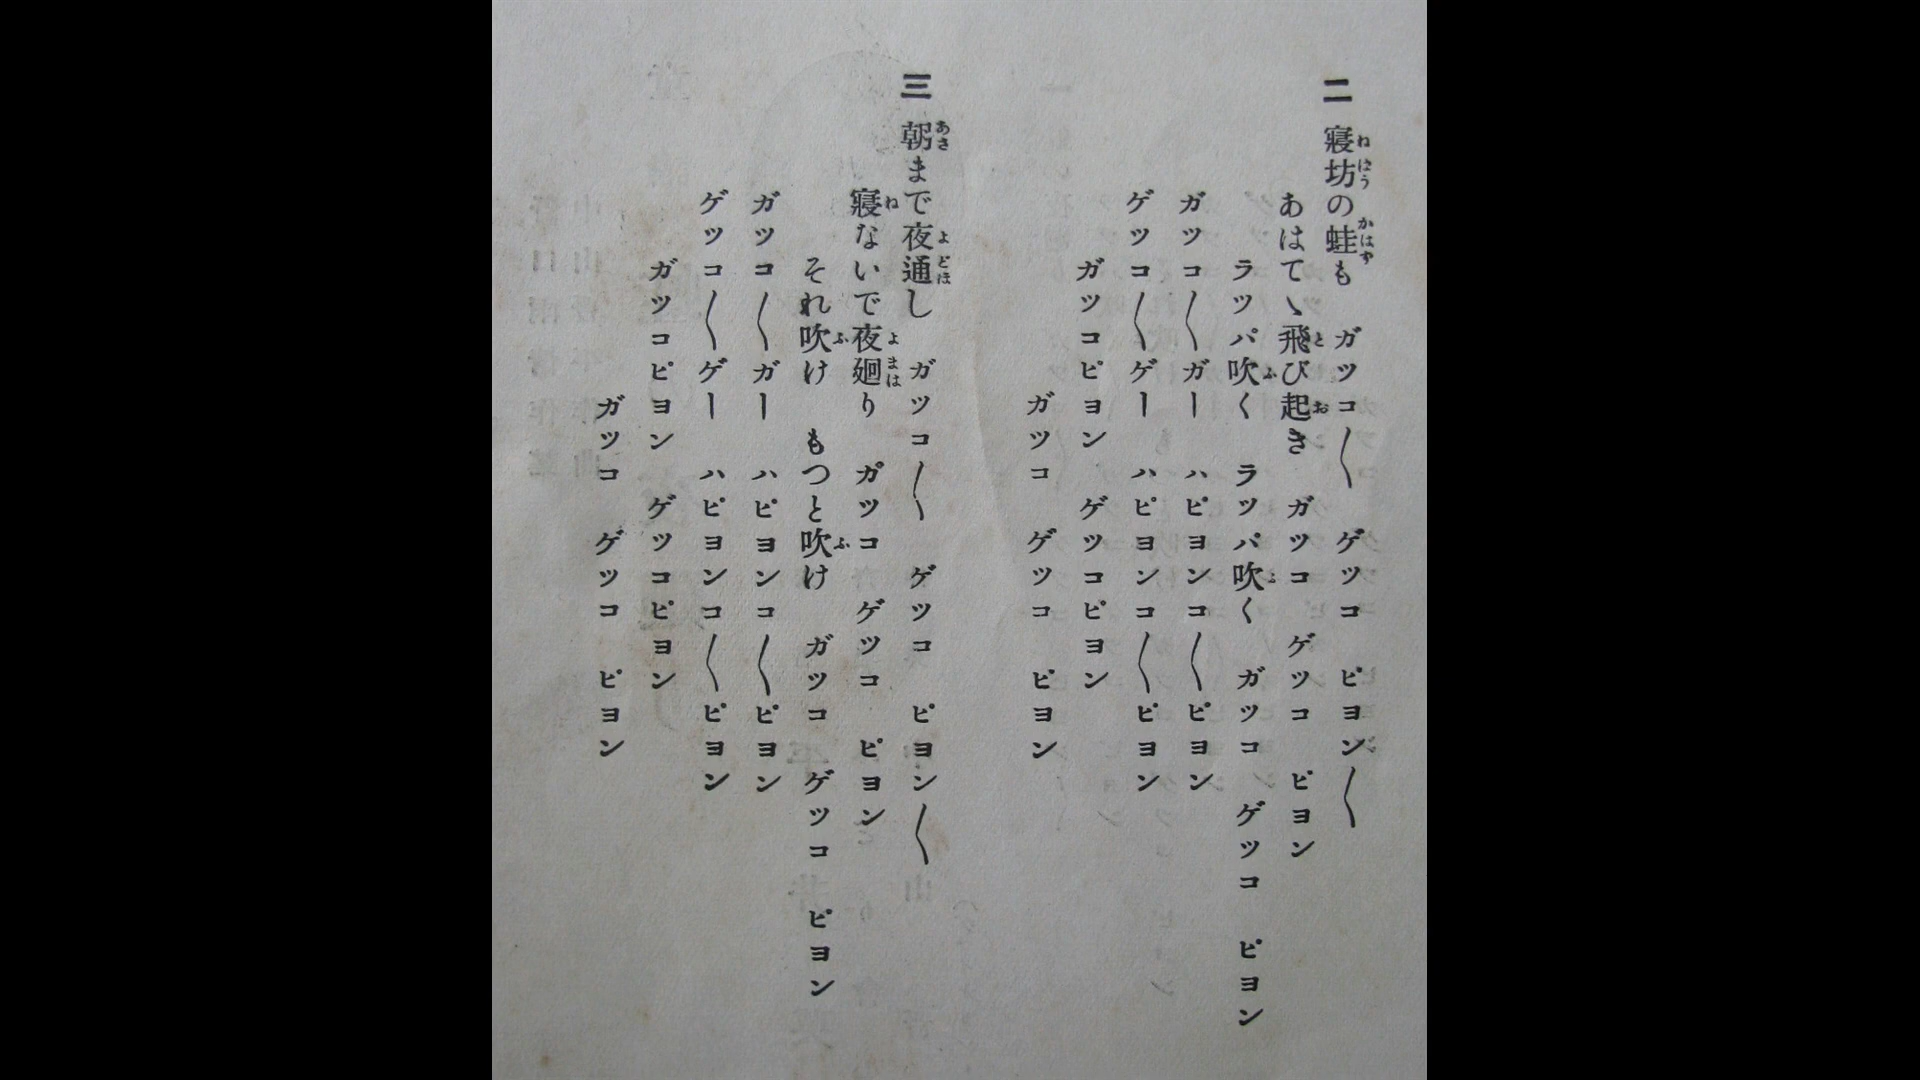 二 寢坊の蛙も ガツコ〱 ゲツコ ピヨン〱
あはてゝ飛び起き ガツコ ゲツコ ピヨン
ラツパ吹く ラツパ吹く ガツコ ゲツコ ピヨン
ガツコ〱ガー ハピヨンコ〱ピヨン
ゲツコ〱ゲー ハピヨンコ〱ピヨン
ガツコピヨン ゲツコピヨン
ガツコ ゲツコ ピヨン
三 朝まで夜通し ガツコ〱 ゲツコ ピヨン〱
寢ないで夜廻り ガツコ ゲツコ ピヨン
それ吹け もつと吹け ガツコ ゲツコ ピヨン
ガツコ〱ガー ハピヨンコ〱ピヨン
ゲツコ〱ゲー ハピヨンコ〱ピヨン
ガツコピヨン ゲツコピヨン
ガツコ ゲツコ ピヨン